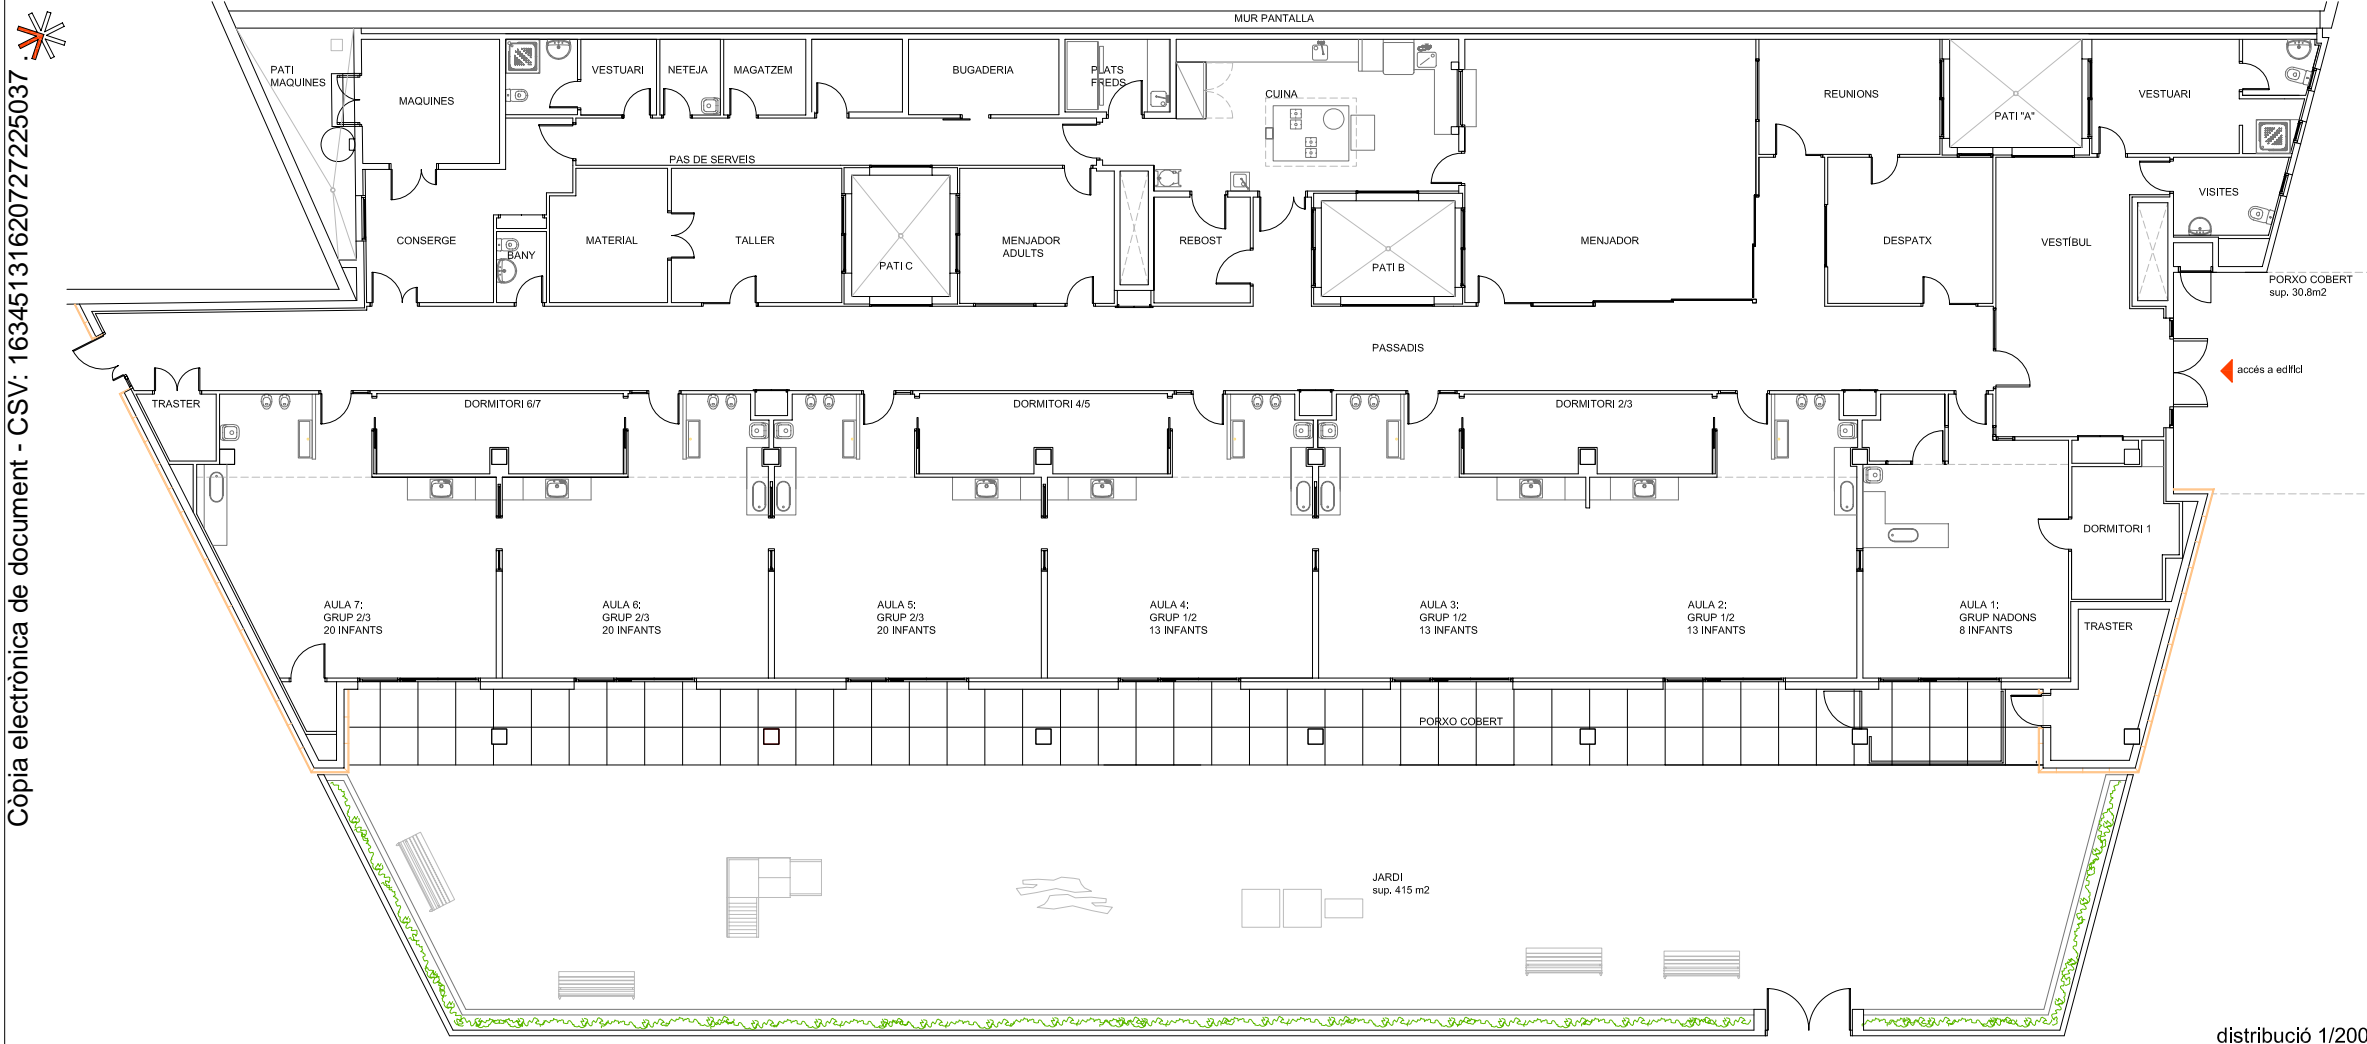 MUR PANTALLA
Còpia electrònica de document - CSV: 16345131316207277225037 .
PATI
MAQUINES
MAQUINES
VESTUARI
NETEJA
MAGATZEM
BUGADERIA
PLATS
FREDS
CUINA
REUNIONS
PATI "A"
VESTUARI
PAS DE SERVEIS
VISITES
CONSERGE
BANY
MATERIAL
TALLER
PATI C
MENJADOR
ADULTS
REBOST
PATI B
MENJADOR
DESPATX
VESTÍBUL
PORXO COBERT
sup. 30.8m2
PASSADIS
accés a edifici
TRASTER
DORMITORI 6/7
DORMITORI 4/5
DORMITORI 2/3
DORMITORI 1
AULA 7:
GRUP 2/3
20 INFANTS
AULA 6:
GRUP 2/3
20 INFANTS
AULA 5:
GRUP 2/3
20 INFANTS
AULA 4:
GRUP 1/2
13 INFANTS
AULA 3:
GRUP 1/2
13 INFANTS
AULA 2:
GRUP 1/2
13 INFANTS
AULA 1:
GRUP NADONS
8 INFANTS
TRASTER
PORXO COBERT
JARDI
sup. 415 m2
distribució 1/200